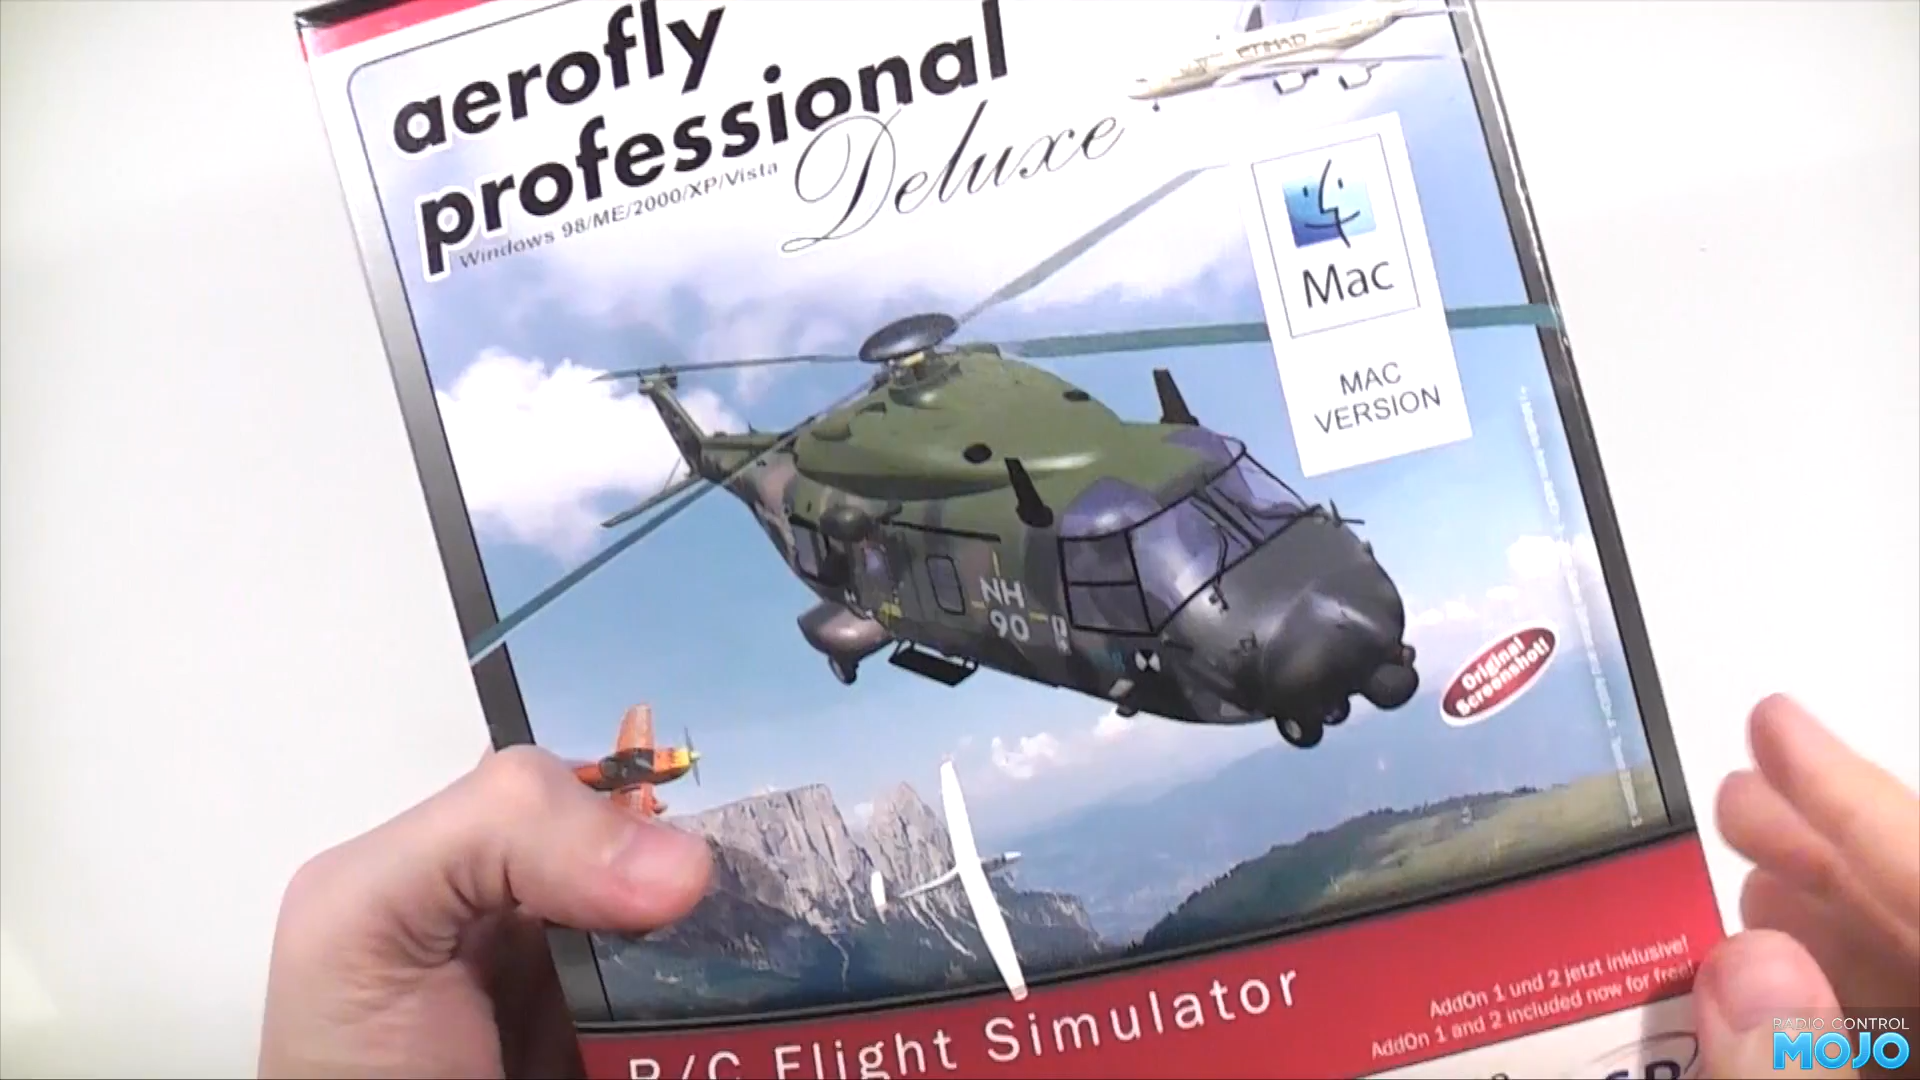 aerofly
professional
Deluxe
Windows 98/ME/2000/XP/Vista
ETIHAD
Mac
MAC
VERSION
NH
90
Original
Screenshot!
R/C Flight Simulator
AddOn 1 und 2 jetzt inklusive!
AddOn 1 and 2 included now for free!
RADIO CONTROL
MOJO